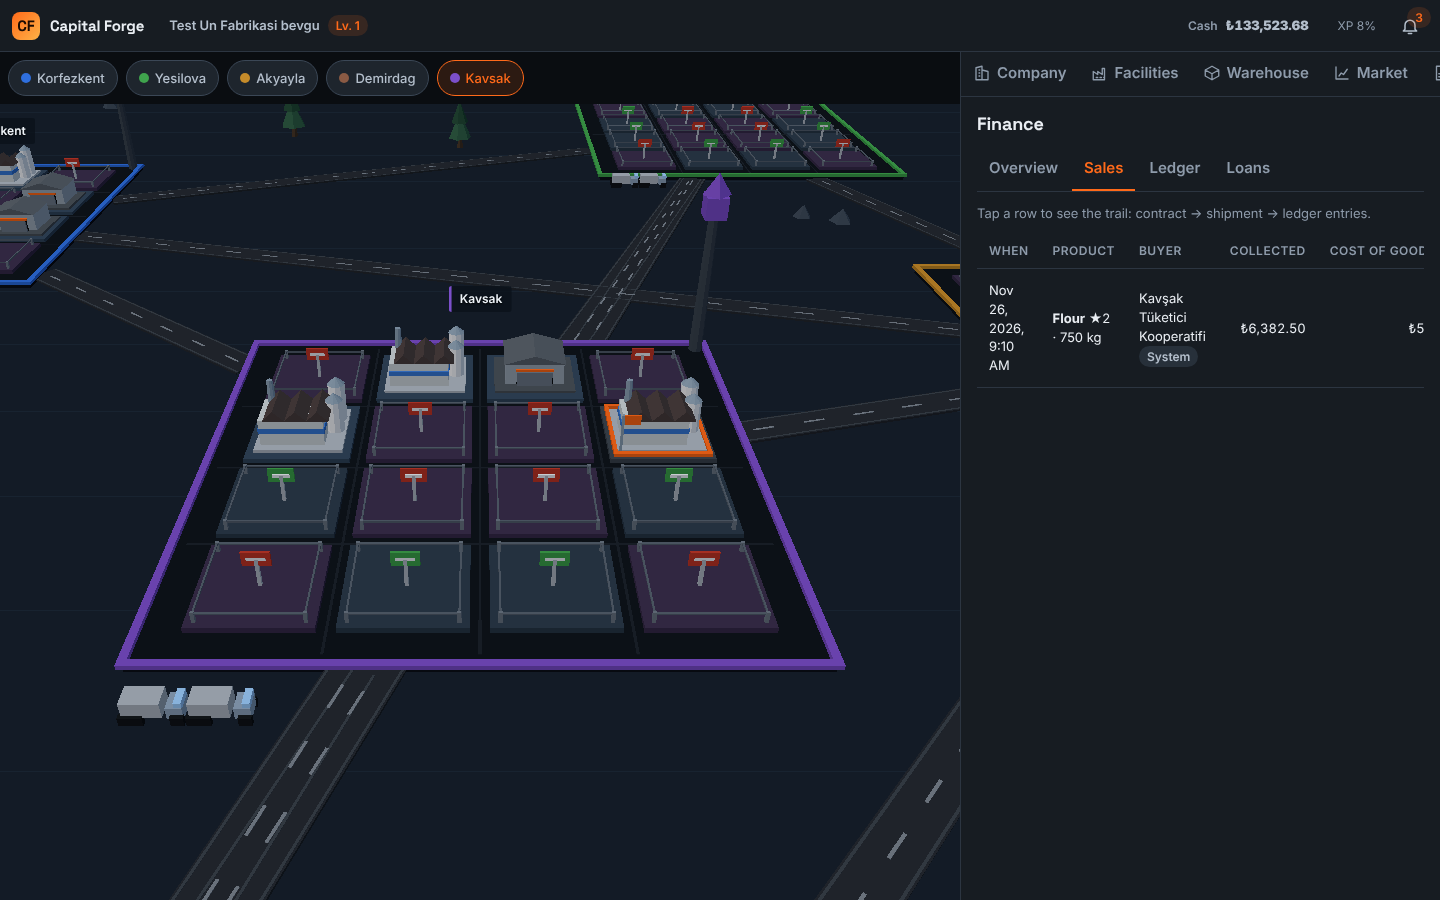 CF Capital Forge Test Un Fabrikasi bevgu Lv. 1 Cash ₺133,523.68 XP 8% 3
Korfezkent Yesilova Akyayla Demirdag Kavsak
Company Facilities Warehouse Market
kent
Kavsak
Finance
Overview Sales Ledger Loans
Tap a row to see the trail: contract → shipment → ledger entries.
WHEN PRODUCT BUYER COLLECTED COST OF GOOD
Nov
26,
2026,
9:10
AM
Flour ★2
· 750 kg
Kavşak
Tüketici
Kooperatifi
System
₺6,382.50
₺5